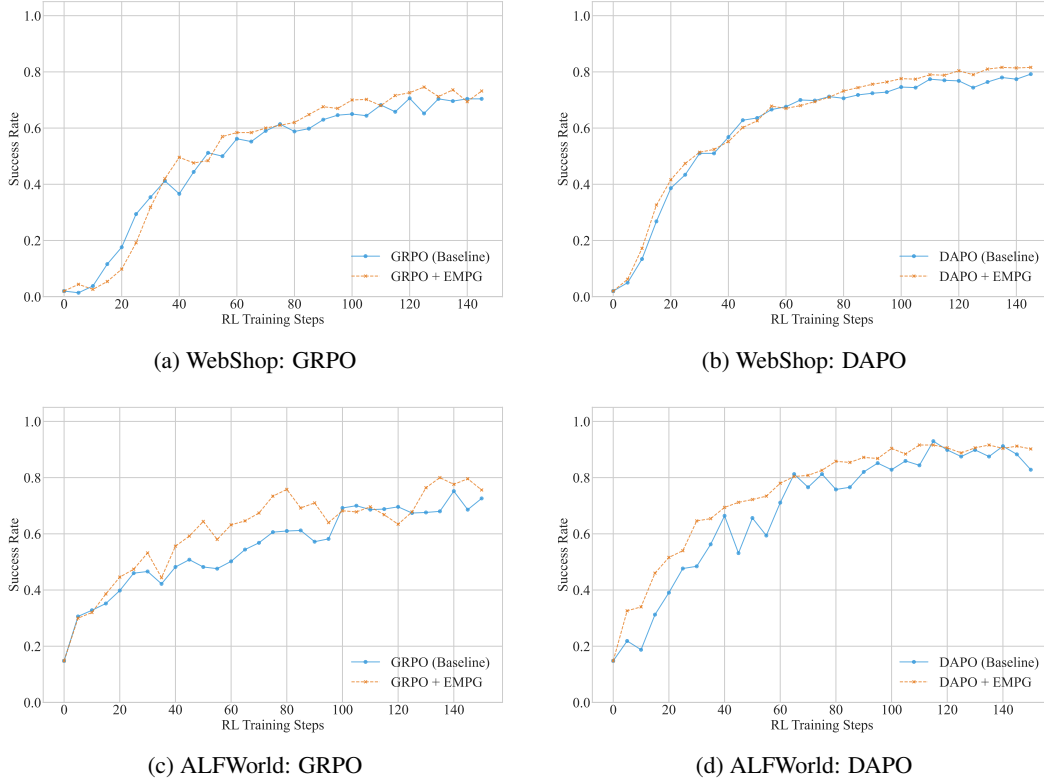 1.0
0.8
0.6
0.4
0.2
0.0
Success Rate
0 20 40 60 80 100 120 140
RL Training Steps
GRPO (Baseline)
GRPO + EMPG
(a) WebShop: GRPO
1.0
0.8
0.6
0.4
0.2
0.0
Success Rate
0 20 40 60 80 100 120 140
RL Training Steps
DAPO (Baseline)
DAPO + EMPG
(b) WebShop: DAPO
1.0
0.8
0.6
0.4
0.2
0.0
Success Rate
0 20 40 60 80 100 120 140
RL Training Steps
GRPO (Baseline)
GRPO + EMPG
(c) ALFWorld: GRPO
1.0
0.8
0.6
0.4
0.2
0.0
Success Rate
0 20 40 60 80 100 120 140
RL Training Steps
DAPO (Baseline)
DAPO + EMPG
(d) ALFWorld: DAPO